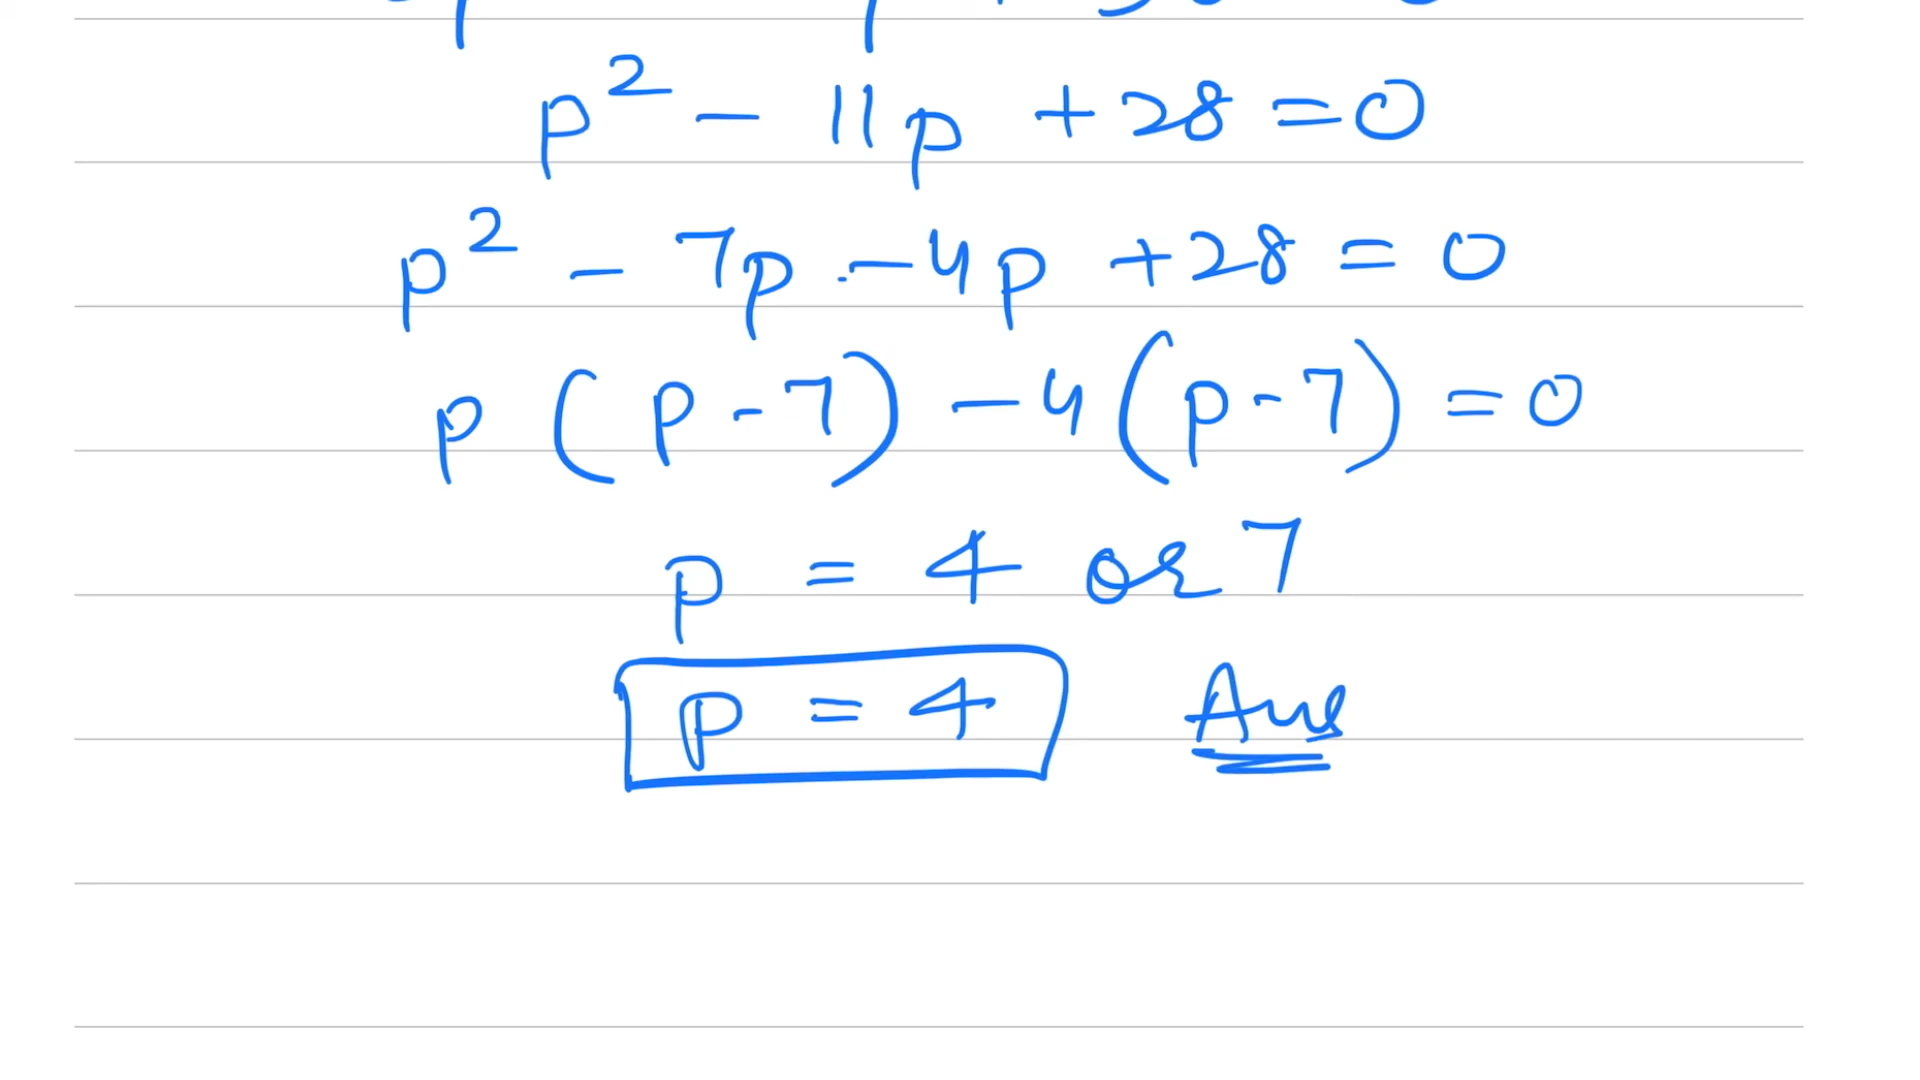 p² - 11p + 28 = 0
p² - 7p - 4p + 28 = 0
p (p - 7) - 4 (p - 7) = 0
p = 4 or 7
p = 4 Ans